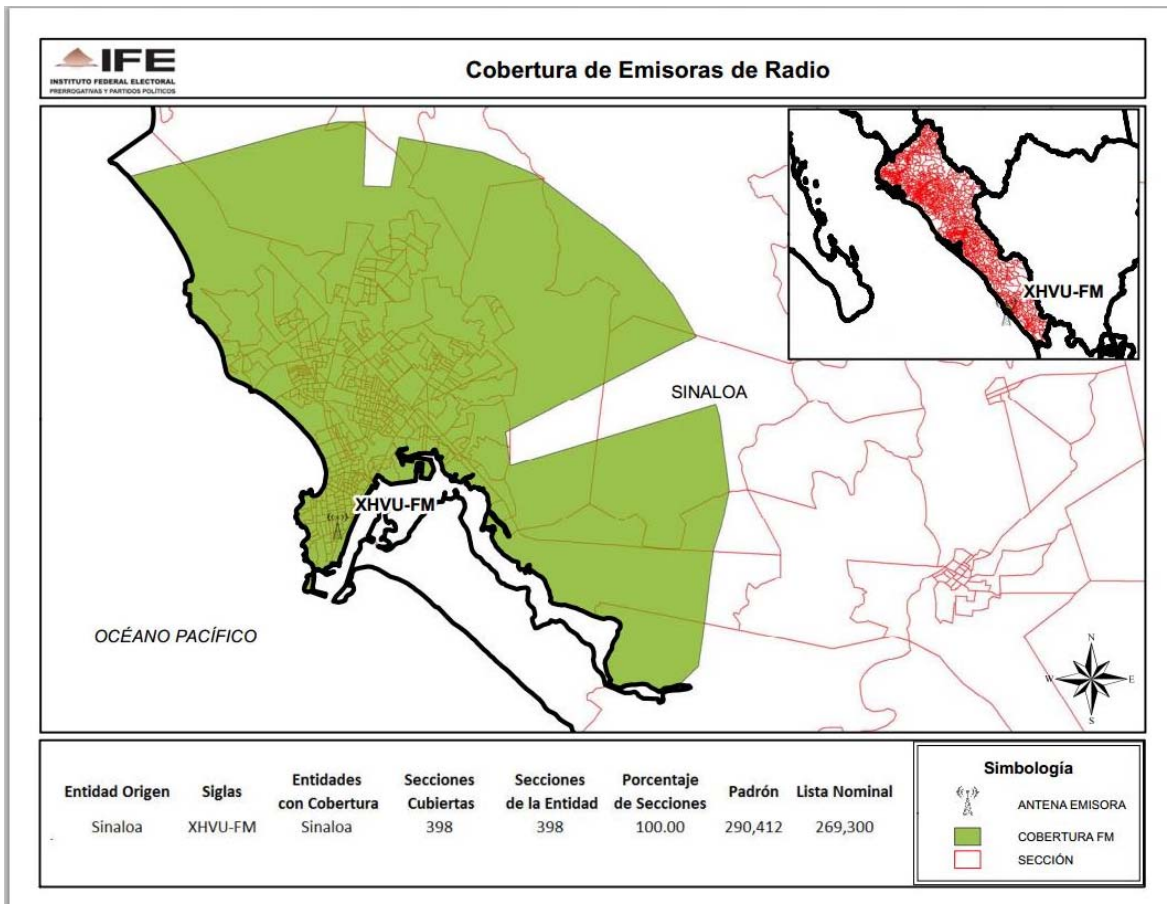 IFE
INSTITUTO FEDERAL ELECTORAL
PRERROGATIVAS Y PARTIDOS POLÍTICOS
Cobertura de Emisoras de Radio
XHVU-FM
SINALOA
XHVU-FM
OCÉANO PACÍFICO
N
W E
S
Entidad Origen Siglas Entidades con Cobertura Secciones Cubiertas Secciones de la Entidad Porcentaje de Secciones Padrón Lista Nominal
Sinaloa XHVU-FM Sinaloa 398 398 100.00 290,412 269,300
Simbología
ANTENA EMISORA
COBERTURA FM
SECCIÓN